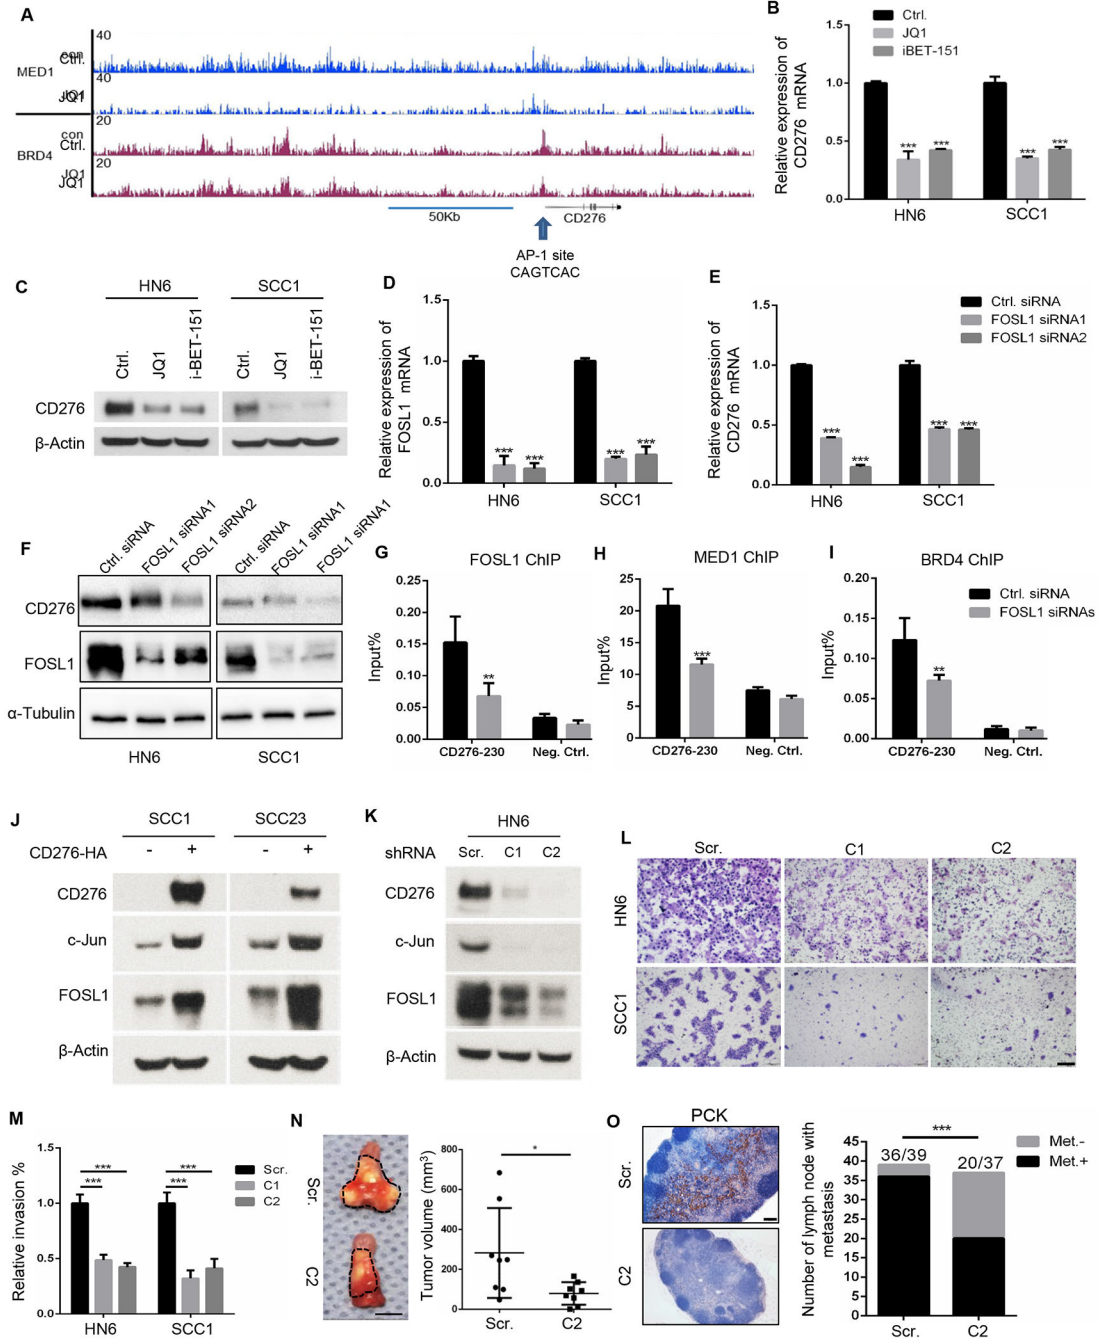 A
40
con
Ctrl.
MED1
40
JQ1
JQ1
20
con
Ctrl.
BRD4
20
JQ1
JQ1
50Kb
CD276
AP-1 site
CAGTCAC
B
Ctrl.
JQ1
iBET-151
Relative expression of
CD276 mRNA
1.5
1.0
0.5
0.0
***
***
***
***
HN6
SCC1
C
HN6
SCC1
Ctrl.
JQ1
i-BET-151
Ctrl.
JQ1
i-BET-151
CD276
β-Actin
D
Relative expression of
FOSL1 mRNA
1.5
1.0
0.5
0.0
***
***
***
***
HN6
SCC1
E
Ctrl. siRNA
FOSL1 siRNA1
FOSL1 siRNA2
Relative expression of
CD276 mRNA
1.5
1.0
0.5
0.0
***
***
***
***
HN6
SCC1
F
Ctrl. siRNA
FOSL1 siRNA1
FOSL1 siRNA2
Ctrl. siRNA
FOSL1 siRNA1
FOSL1 siRNA1
CD276
FOSL1
α-Tubulin
HN6
SCC1
G
FOSL1 ChIP
Input%
0.25
0.20
0.15
0.10
0.05
0.00
**
CD276-230
Neg. Ctrl.
H
MED1 ChIP
Input%
25
20
15
10
5
0
***
CD276-230
Neg. Ctrl.
I
BRD4 ChIP
Ctrl. siRNA
FOSL1 siRNAs
Input%
0.20
0.15
0.10
0.05
0.00
**
CD276-230
Neg. Ctrl.
J
SCC1
SCC23
CD276-HA
-
+
-
+
CD276
c-Jun
FOSL1
β-Actin
K
HN6
shRNA
Scr.
C1
C2
CD276
c-Jun
FOSL1
β-Actin
L
Scr.
C1
C2
HN6
SCC1
M
Relative invasion %
1.5
1.0
0.5
0.0
***
***
***
***
Scr.
C1
C2
HN6
SCC1
N
Scr.
C2
Tumor volume (mm³)
800
600
400
200
0
*
Scr.
C2
O
PCK
Scr.
C2
Number of lymph node with
metastasis
45
40
35
30
25
20
15
10
5
0
***
36/39
20/37
Met.-
Met.+
Scr.
C2